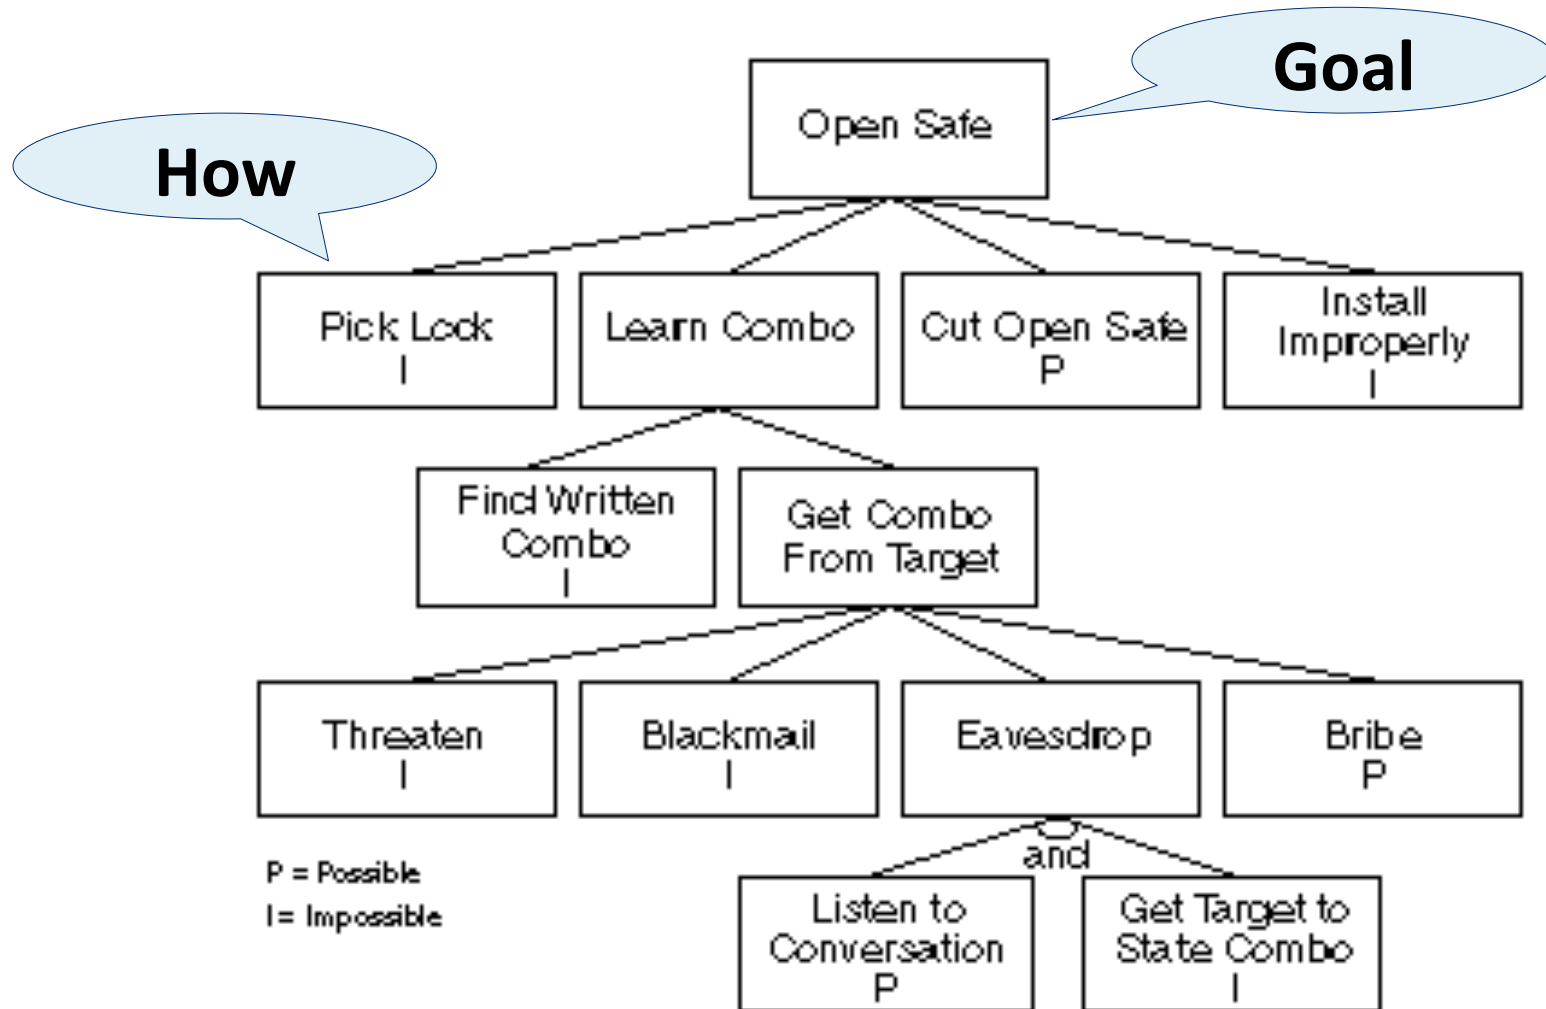 Goal
Open Safe
How
Pick Lock
I
Learn Combo
Cut Open Safe
P
Install
Improperly
I
Find Written
Combo
I
Get Combo
From Target
Threaten
I
Blackmail
I
Eavesdrop
Bribe
P
and
P = Possible
I = Impossible
Listen to
Conversation
P
Get Target to
State Combo
I